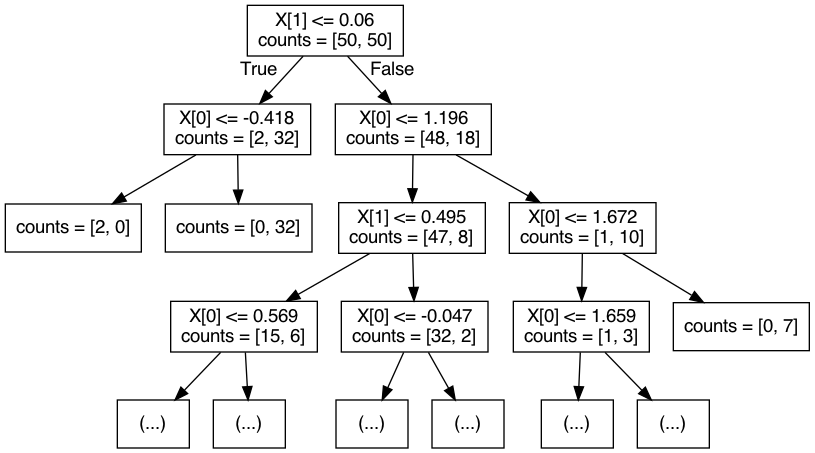 X[1] <= 0.06
counts = [50, 50]
True
False
X[0] <= -0.418
counts = [2, 32]
X[0] <= 1.196
counts = [48, 18]
counts = [2, 0]
counts = [0, 32]
X[1] <= 0.495
counts = [47, 8]
X[0] <= 1.672
counts = [1, 10]
X[0] <= 0.569
counts = [15, 6]
X[0] <= -0.047
counts = [32, 2]
X[0] <= 1.659
counts = [1, 3]
counts = [0, 7]
(...)
(...)
(...)
(...)
(...)
(...)